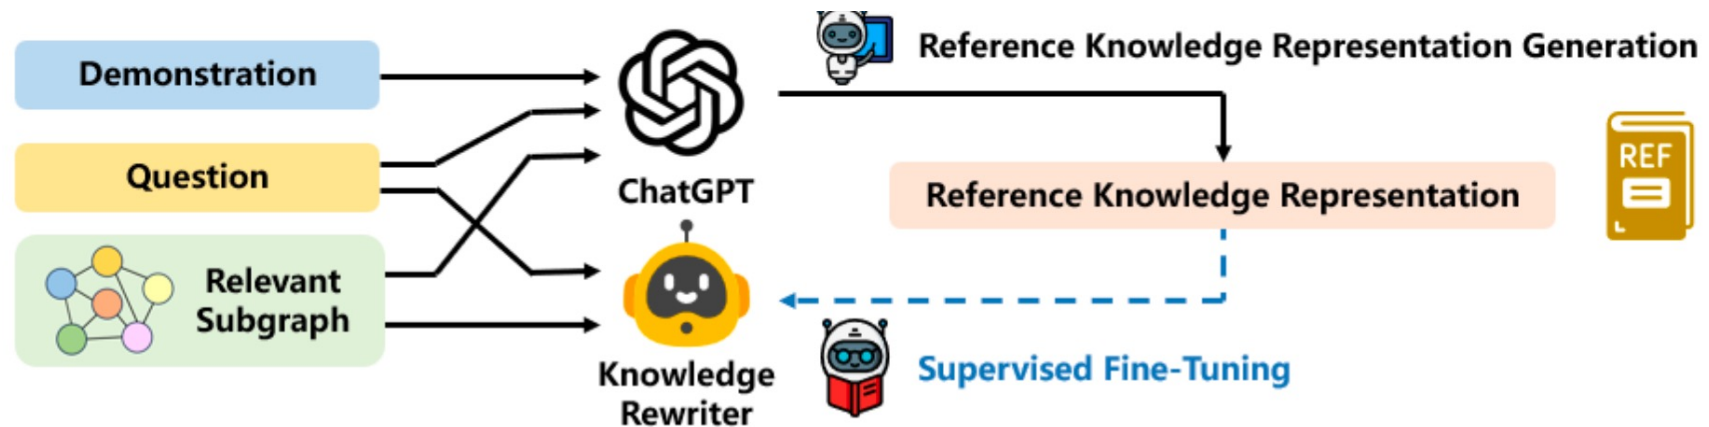 Demonstration
Question
Relevant
Subgraph
ChatGPT
Knowledge
Rewriter
Reference Knowledge Representation Generation
Reference Knowledge Representation
REF
Supervised Fine-Tuning